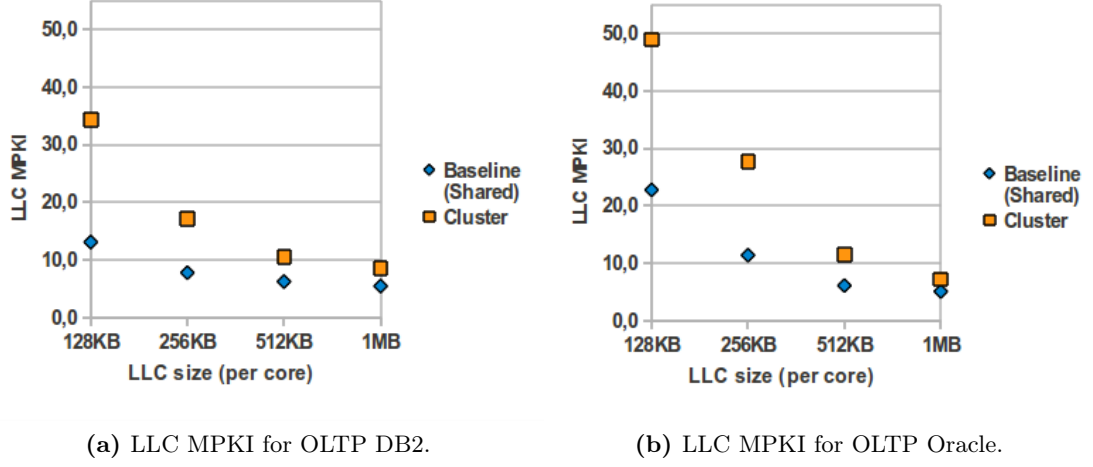 50,0
40,0
30,0
20,0
10,0
0,0
LLC MPKI
128KB 256KB 512KB 1MB
LLC size (per core)
Baseline
(Shared)
Cluster
(a) LLC MPKI for OLTP DB2.
50,0
40,0
30,0
20,0
10,0
0,0
LLC MPKI
128KB 256KB 512KB 1MB
LLC size (per core)
Baseline
(Shared)
Cluster
(b) LLC MPKI for OLTP Oracle.